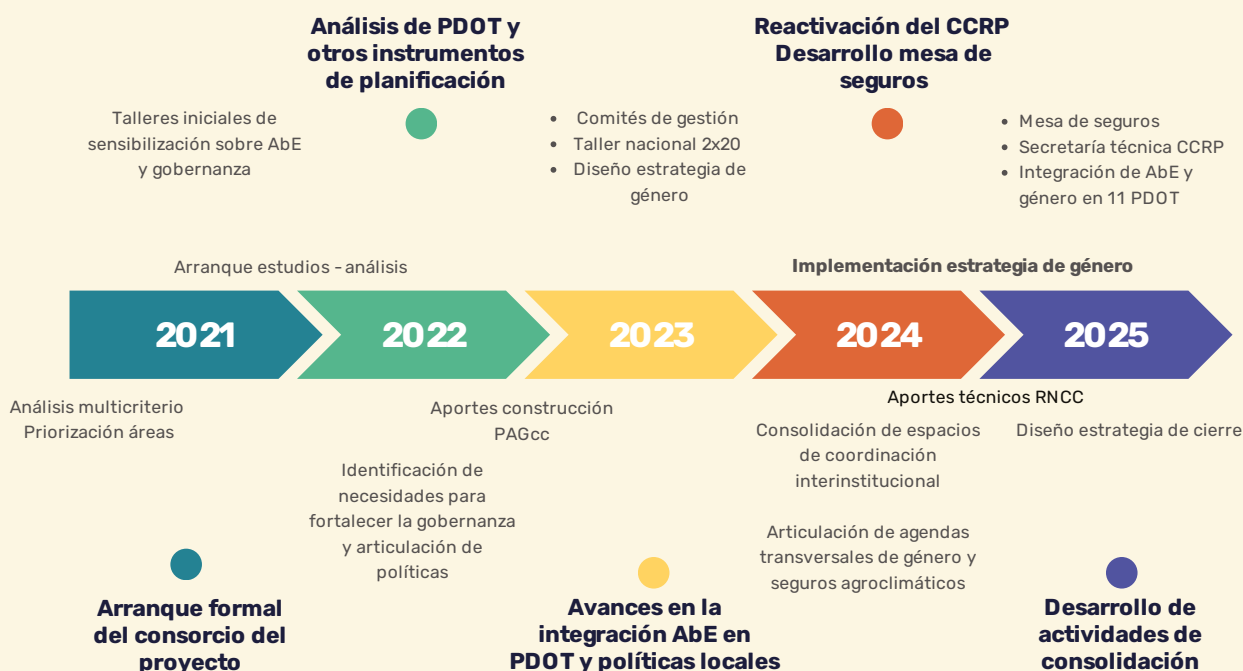 Análisis de PDOT y
otros instrumentos
de planificación
Reactivación del CCRP
Desarrollo mesa de
seguros
Talleres iniciales de
sensibilización sobre AbE
y gobernanza
• Comités de gestión
• Taller nacional 2x20
• Diseño estrategia de
género
• Mesa de seguros
• Secretaría técnica CCRP
• Integración de AbE y
género en 11 PDOT
Arranque estudios - análisis
Implementación estrategia de género
2021
2022
2023
2024
2025
Análisis multicriterio
Priorización áreas
Aportes construcción
PAGcc
Aportes técnicos RNCC
Consolidación de espacios
de coordinación
interinstitucional
Diseño estrategia de cierre
Identificación de
necesidades para
fortalecer la gobernanza
y articulación de
políticas
Articulación de agendas
transversales de género y
seguros agroclimáticos
Arranque formal
del consorcio del
proyecto
Avances en la
integración AbE en
PDOT y políticas locales
Desarrollo de
actividades de
consolidación